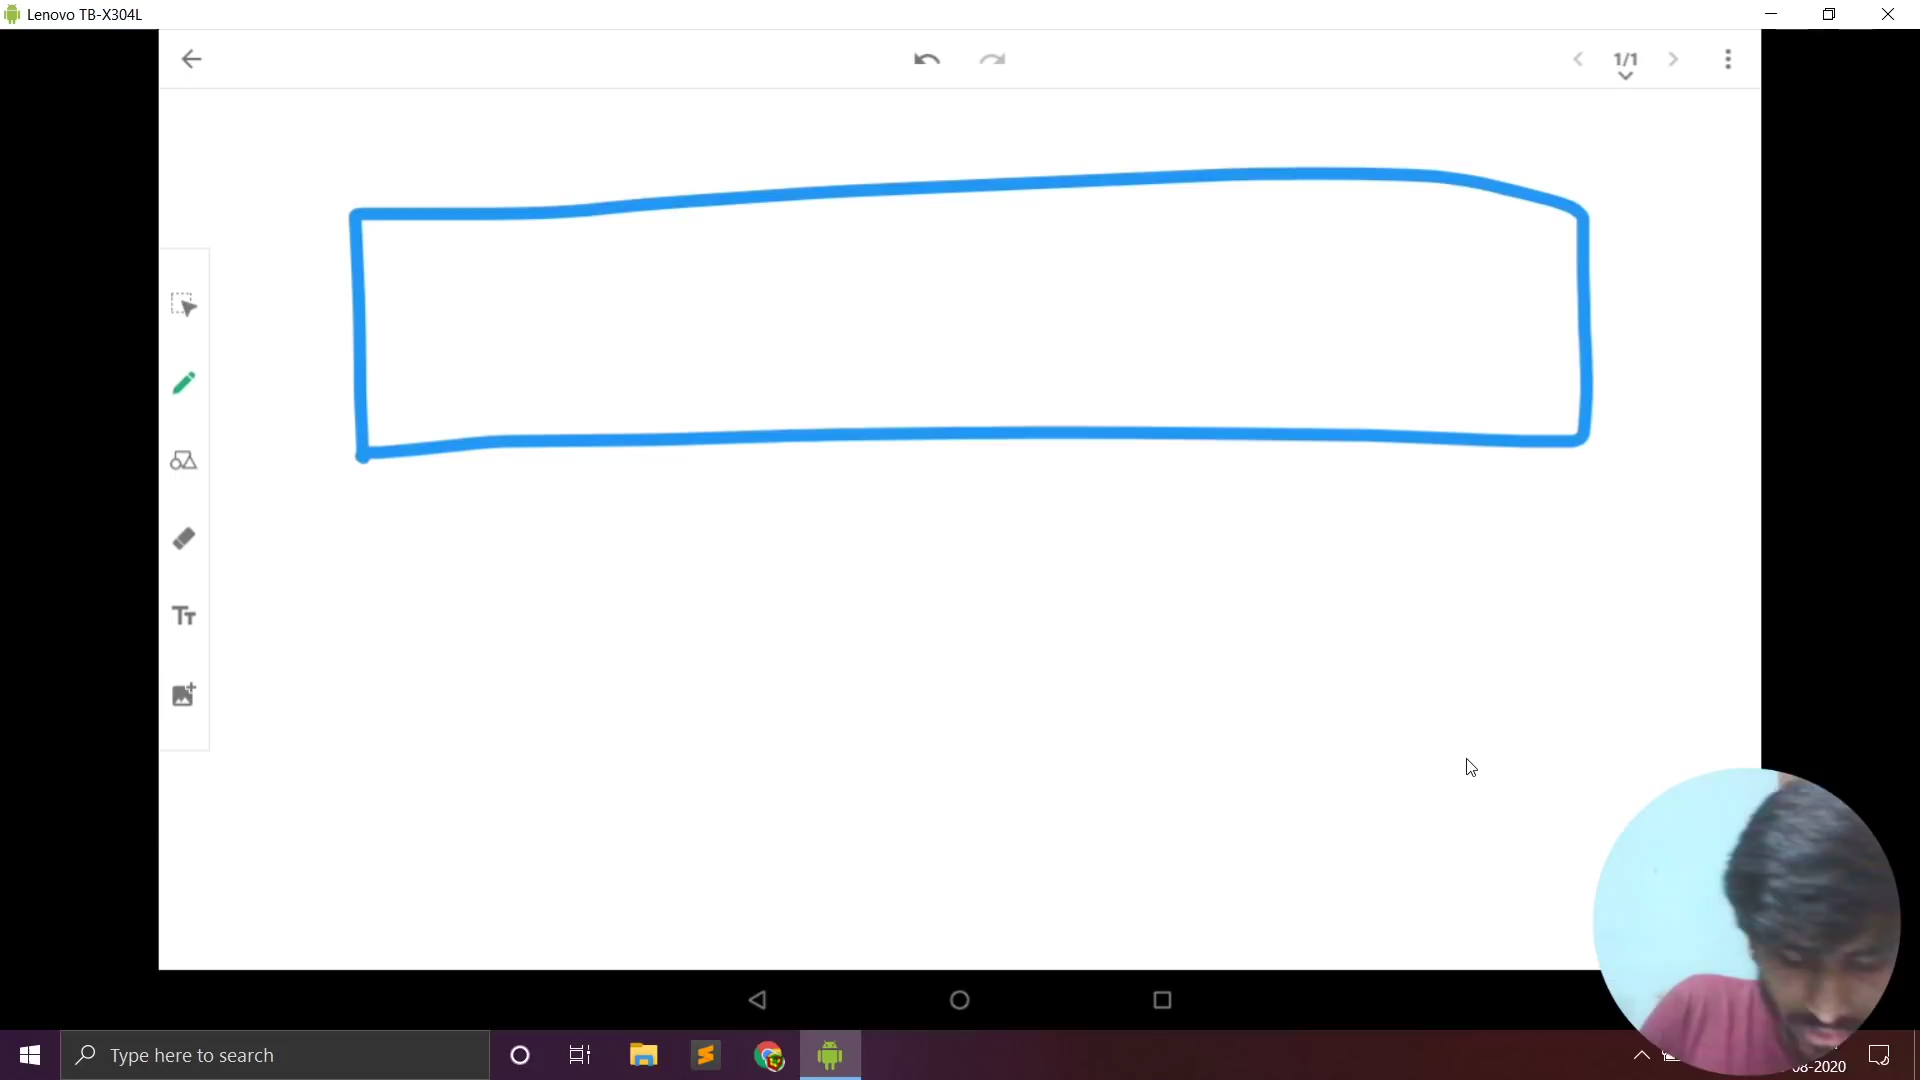 Lenovo TB-X304L
1/1
Tт
Type here to search
08-2020